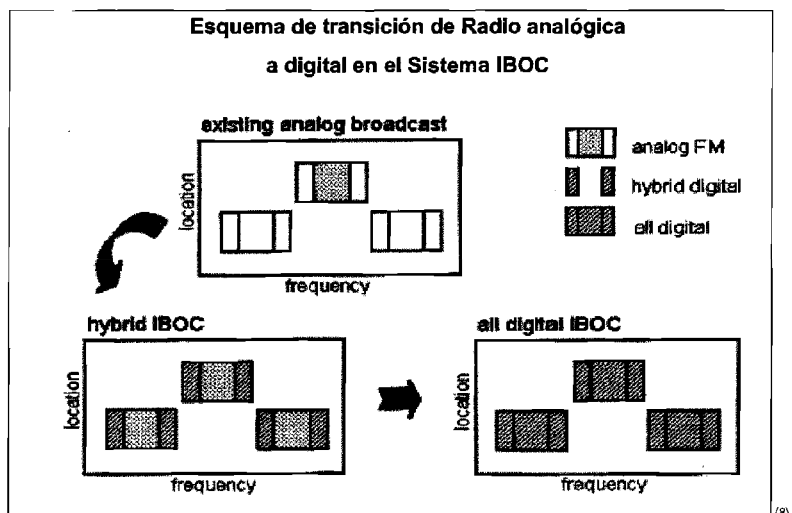 Esquema de transición de Radio analógica
a digital en el Sistema IBOC
existing analog broadcast
location
frequency
analog FM
hybrid digital
all digital
hybrid IBOC
location
frequency
all digital IBOC
location
frequency
(8)